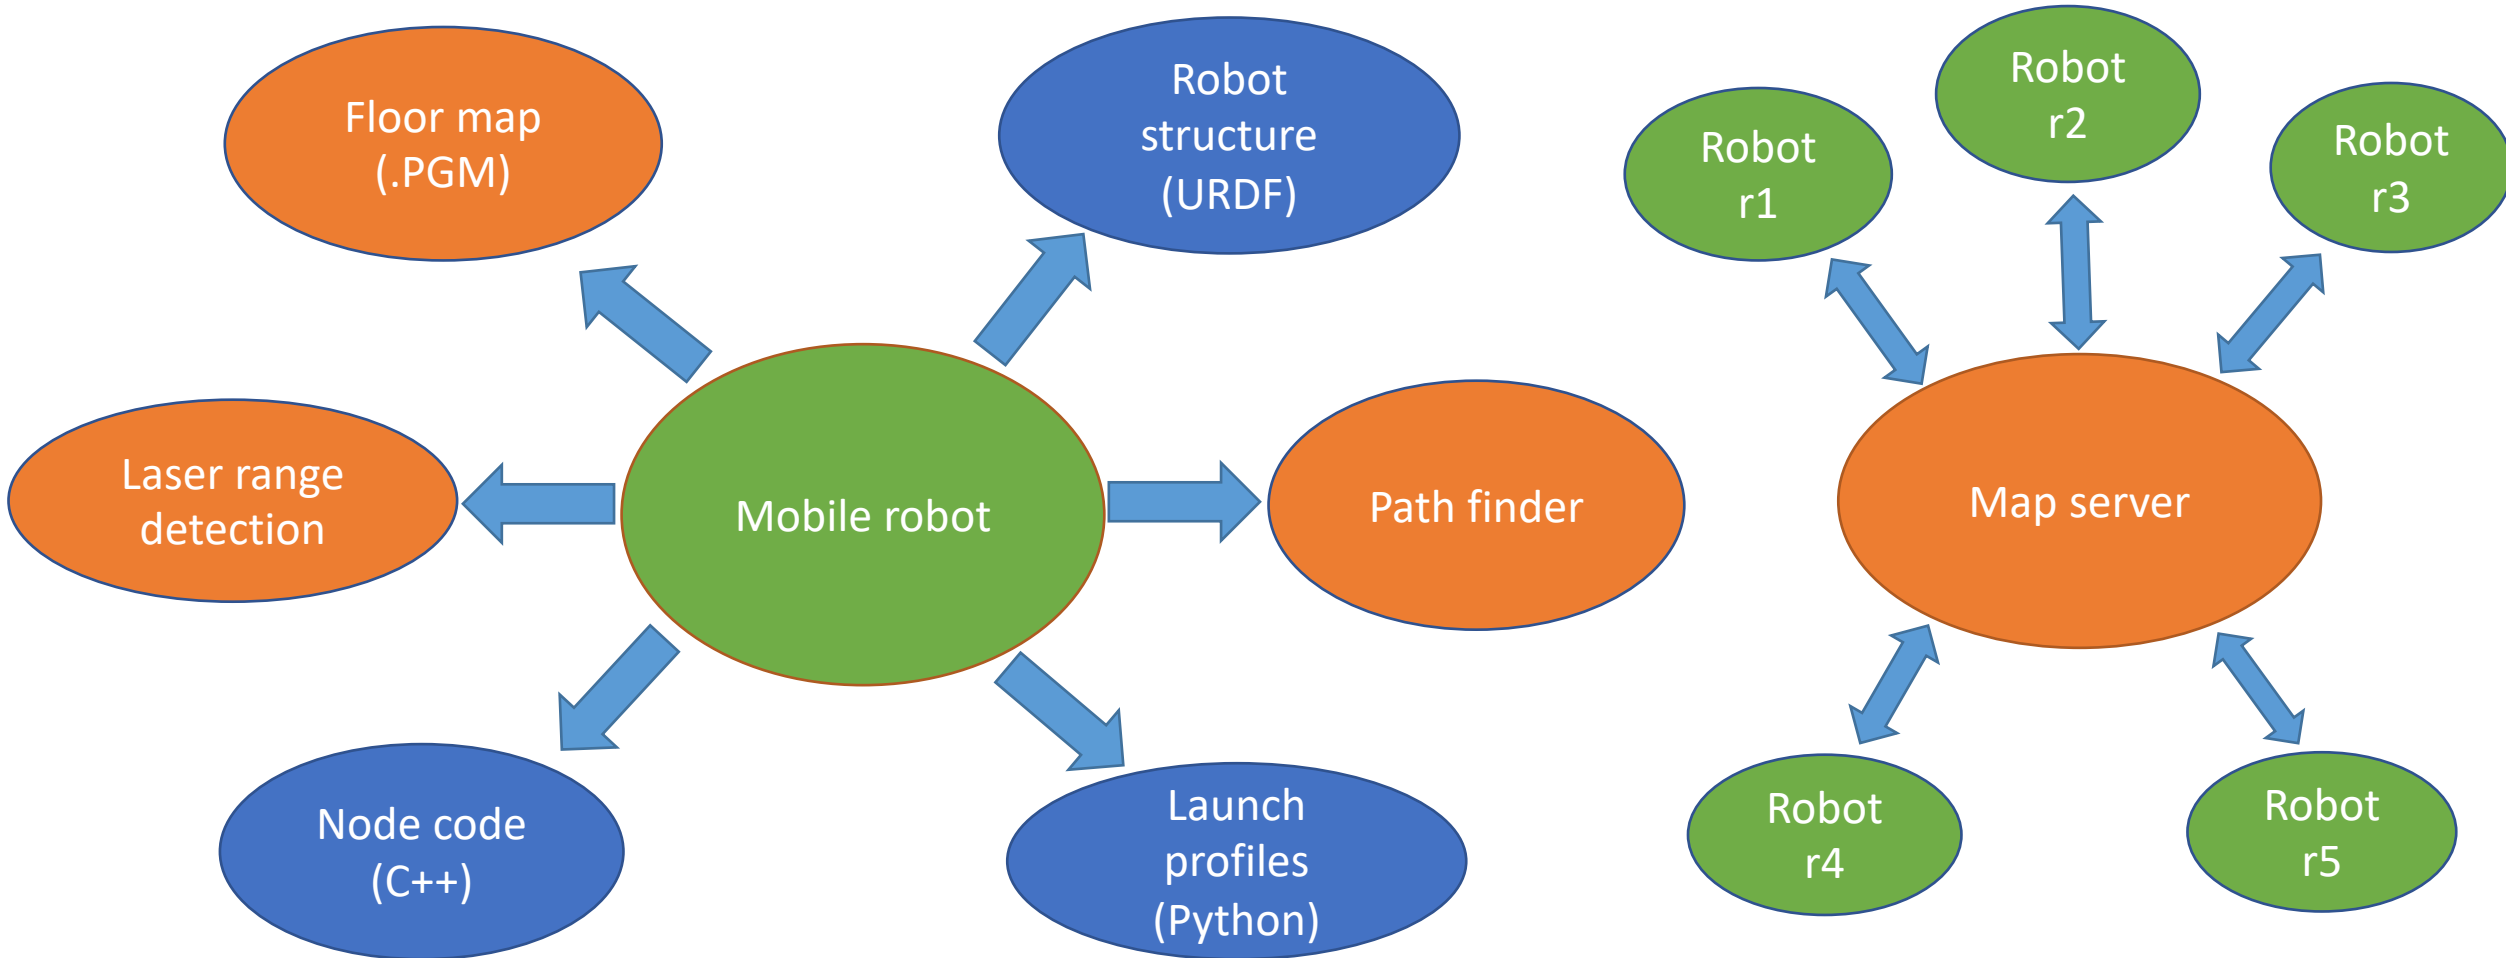 Floor map
(.PGM)
Robot
structure
(URDF)
Robot
r1
Robot
r2
Robot
r3
Laser range
detection
Mobile robot
Path finder
Map server
Node code
(C++)
Launch
profiles
(Python)
Robot
r4
Robot
r5